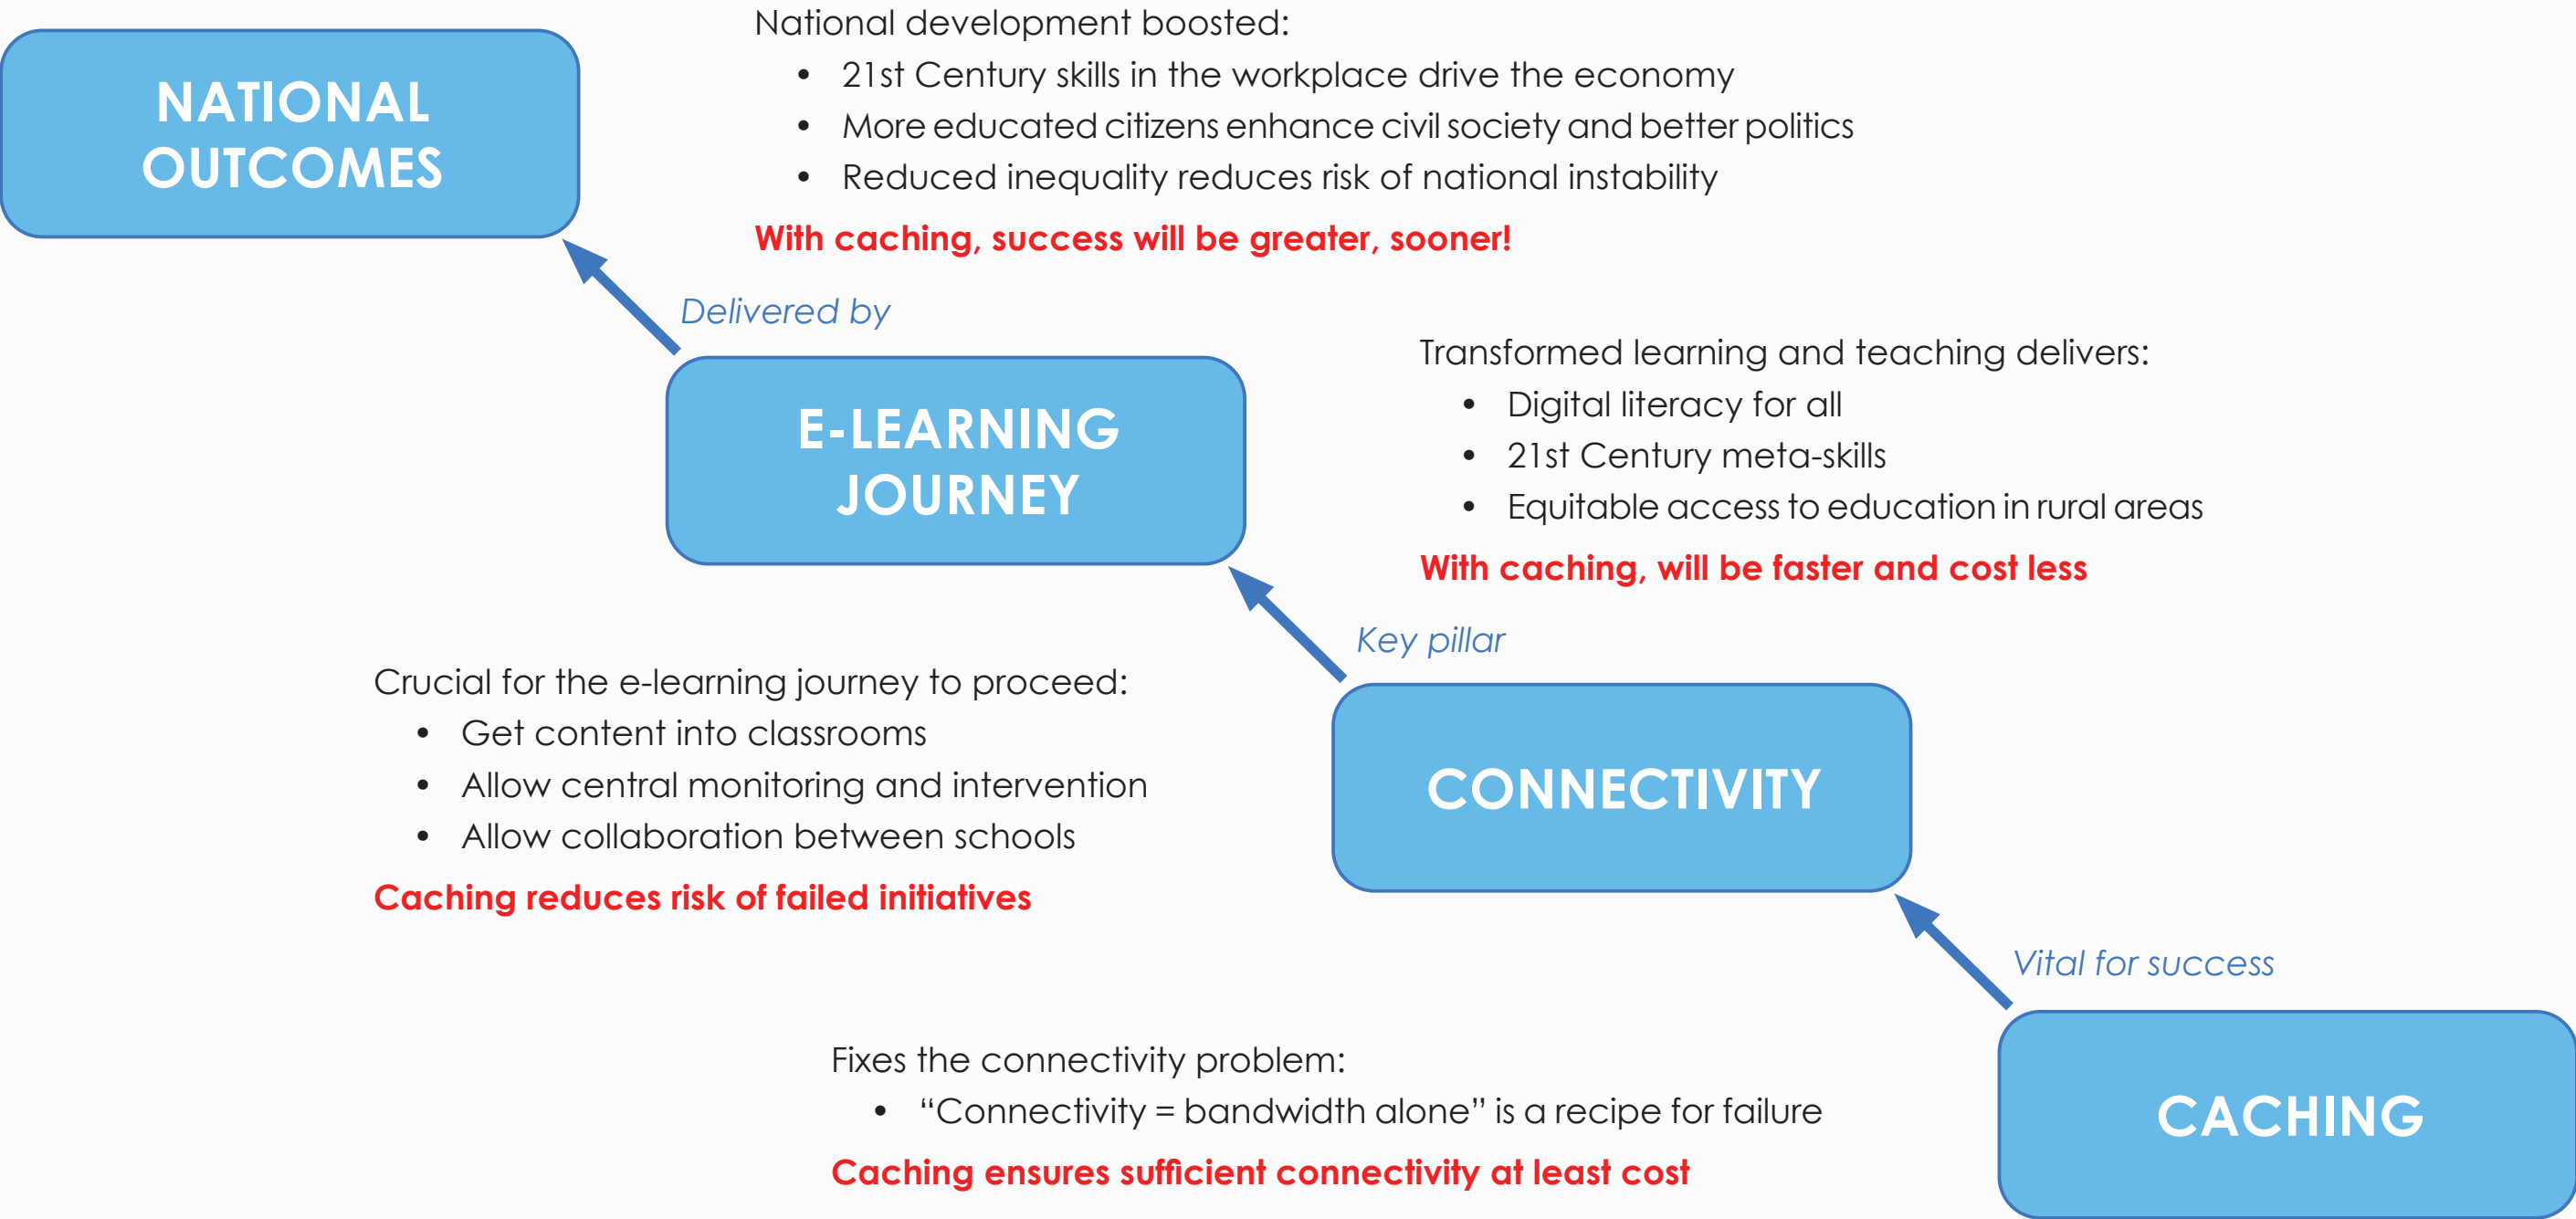 NATIONAL
OUTCOMES
National development boosted:
• 21st Century skills in the workplace drive the economy
• More educated citizens enhance civil society and better politics
• Reduced inequality reduces risk of national instability
With caching, success will be greater, sooner!
Delivered by
E-LEARNING
JOURNEY
Transformed learning and teaching delivers:
• Digital literacy for all
• 21st Century meta-skills
• Equitable access to education in rural areas
With caching, will be faster and cost less
Key pillar
Crucial for the e-learning journey to proceed:
• Get content into classrooms
• Allow central monitoring and intervention
• Allow collaboration between schools
Caching reduces risk of failed initiatives
CONNECTIVITY
Vital for success
Fixes the connectivity problem:
• “Connectivity = bandwidth alone” is a recipe for failure
Caching ensures sufficient connectivity at least cost
CACHING